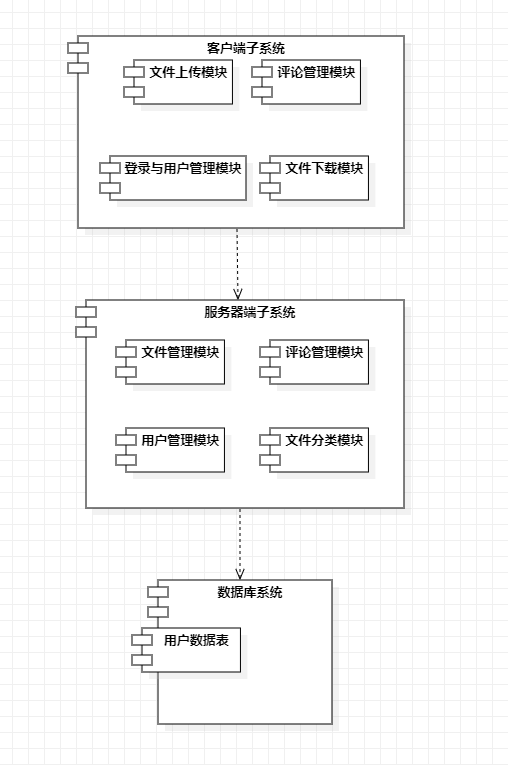 客户端子系统
文件上传模块
评论管理模块
登录与用户管理模块
文件下载模块
服务器端子系统
文件管理模块
评论管理模块
用户管理模块
文件分类模块
数据库系统
用户数据表